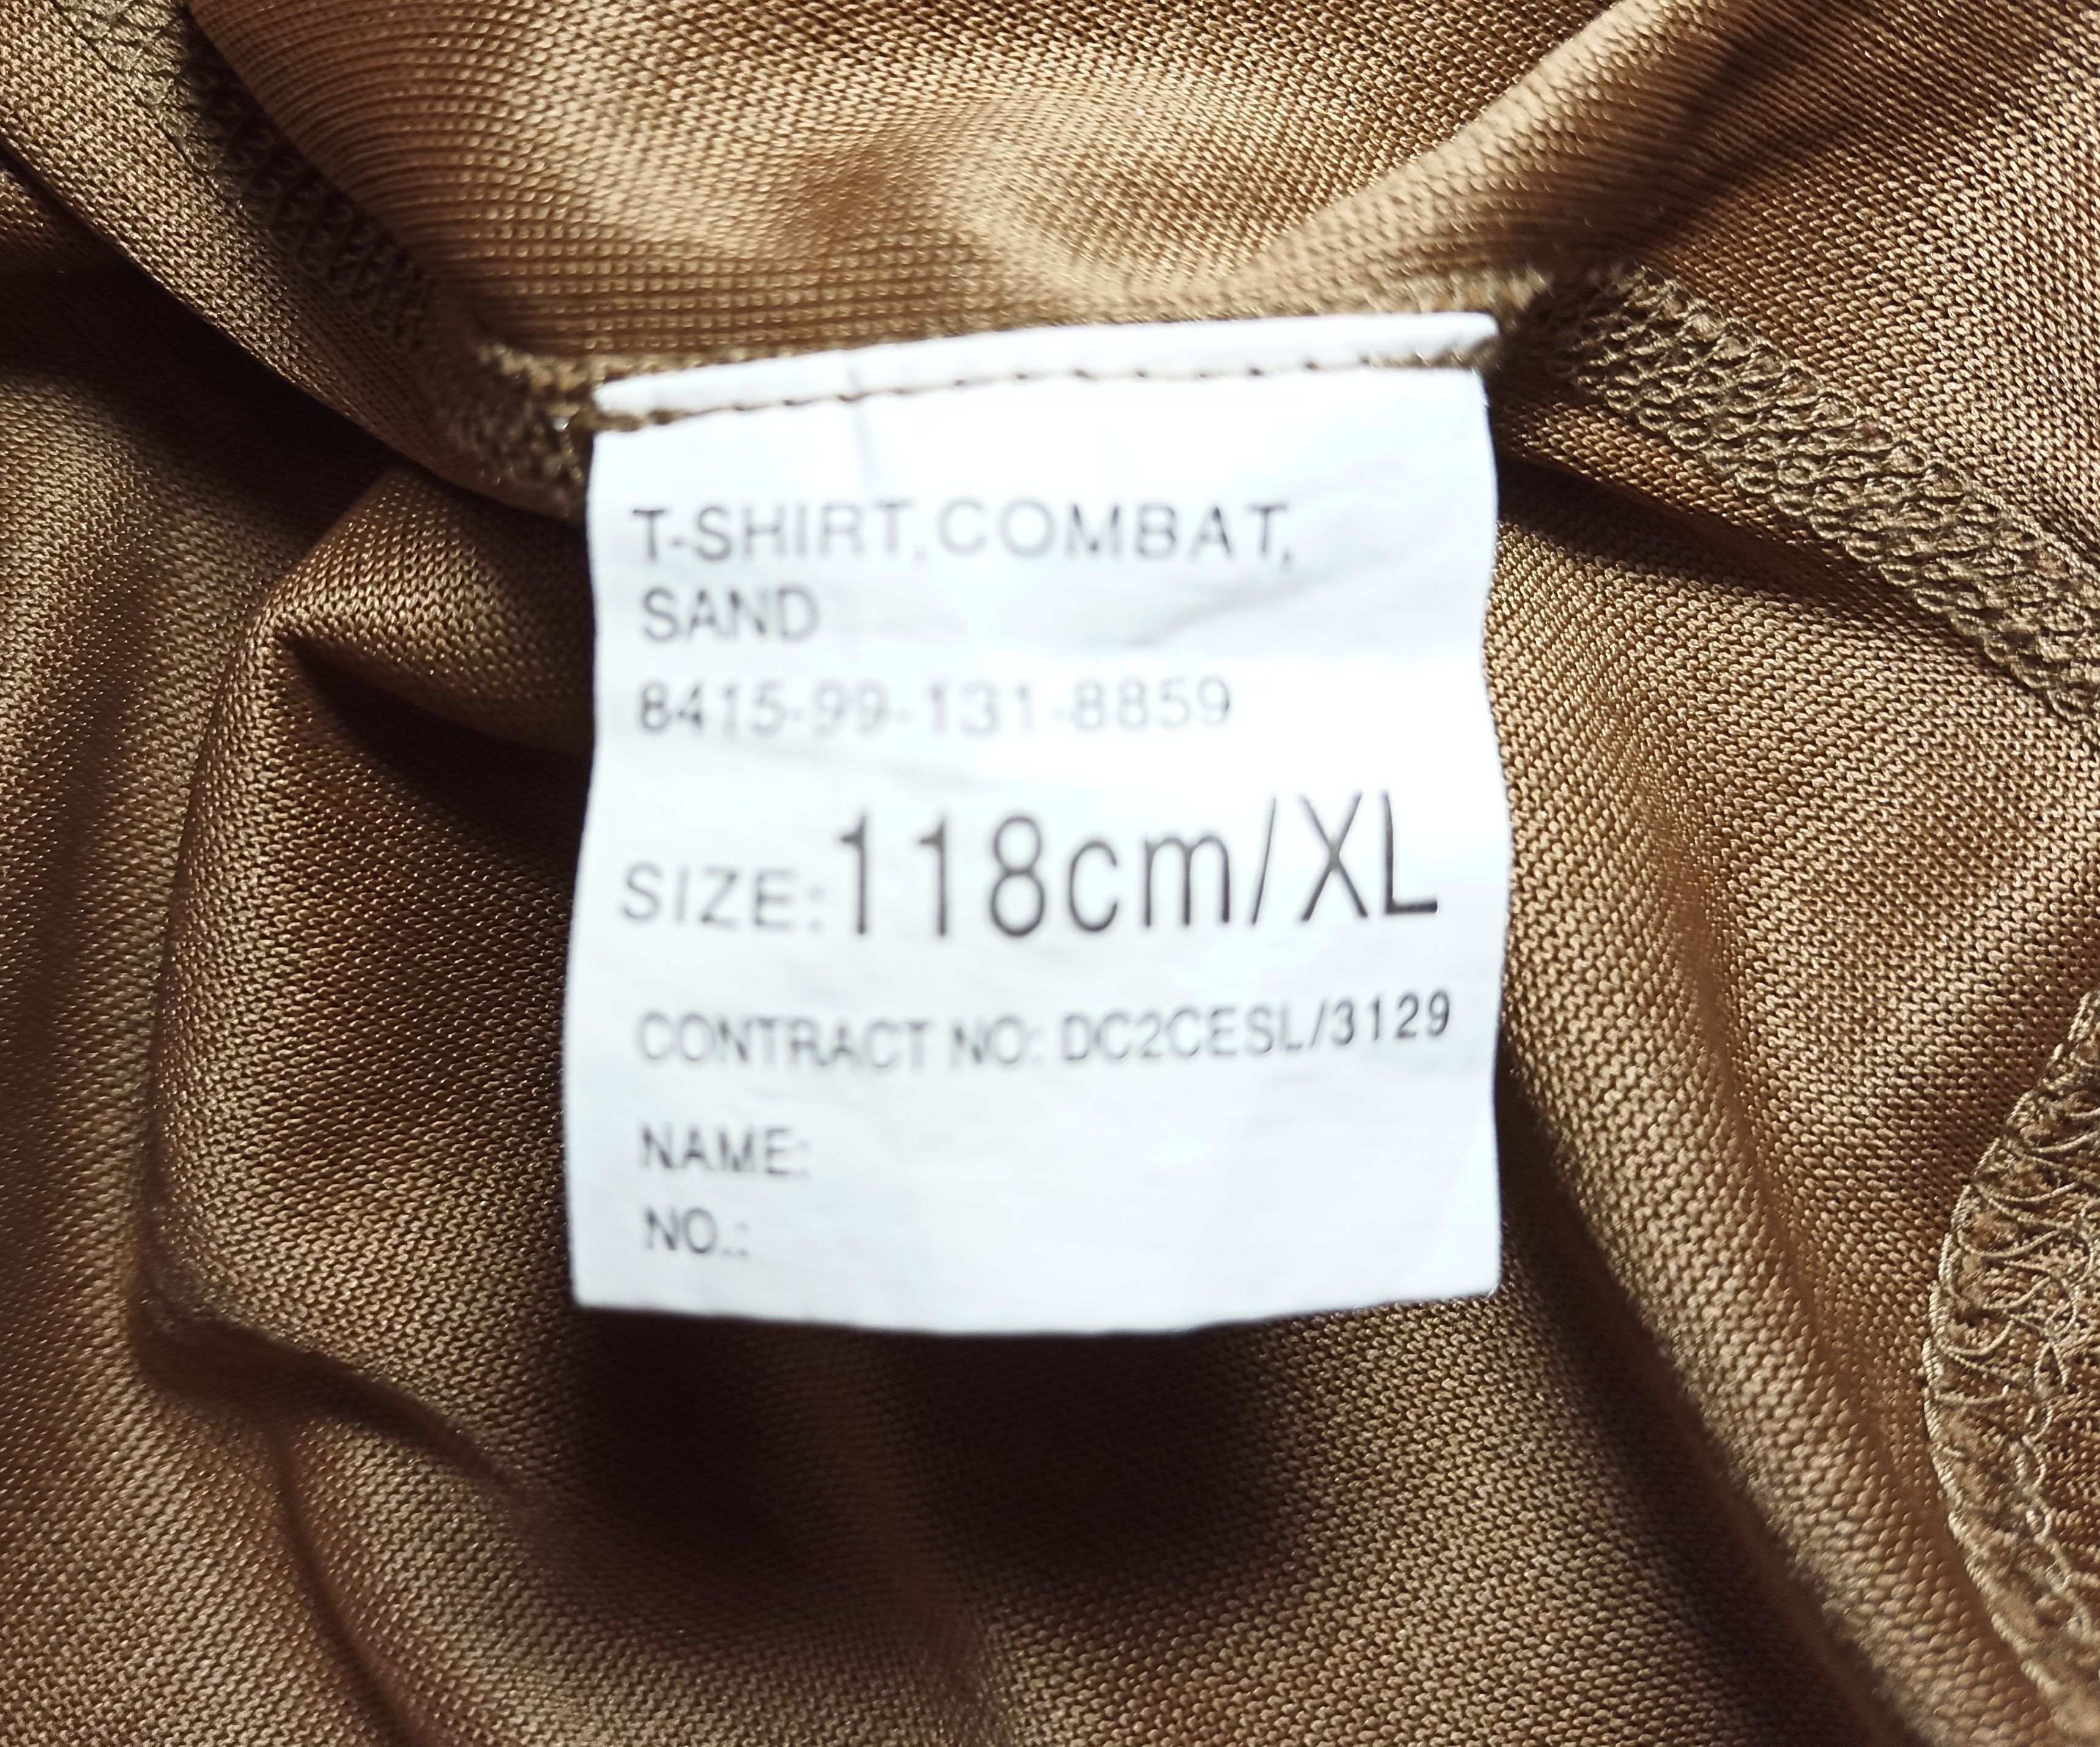 T-SHIRT,COMBAT,
SAND
8415-99-131-8859
SIZE:118cm/XL
CONTRACT NO: DC2CESL/3129
NAME:
NO.: